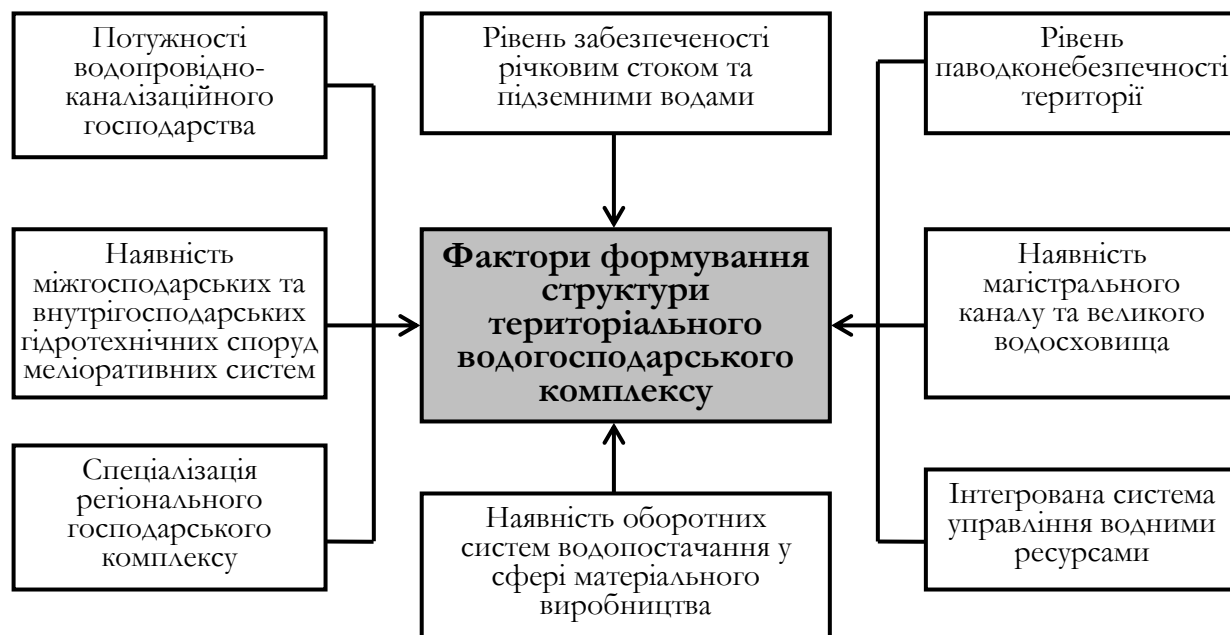 Потужності
водопровідно-
каналізаційного
господарства
Рівень забезпеченості
річковим стоком та
підземними водами
Рівень
паводконебезпечності
території
Наявність
міжгосподарських та
внутрігосподарських
гідротехнічних споруд
меліоративних систем
Фактори формування
структури
територіального
водогосподарського
комплексу
Наявність
магістрального
каналу та великого
водосховища
Спеціалізація
регіонального
господарського
комплексу
Наявність оборотних
систем водопостачання у
сфері матеріального
виробництва
Інтегрована система
управління водними
ресурсами